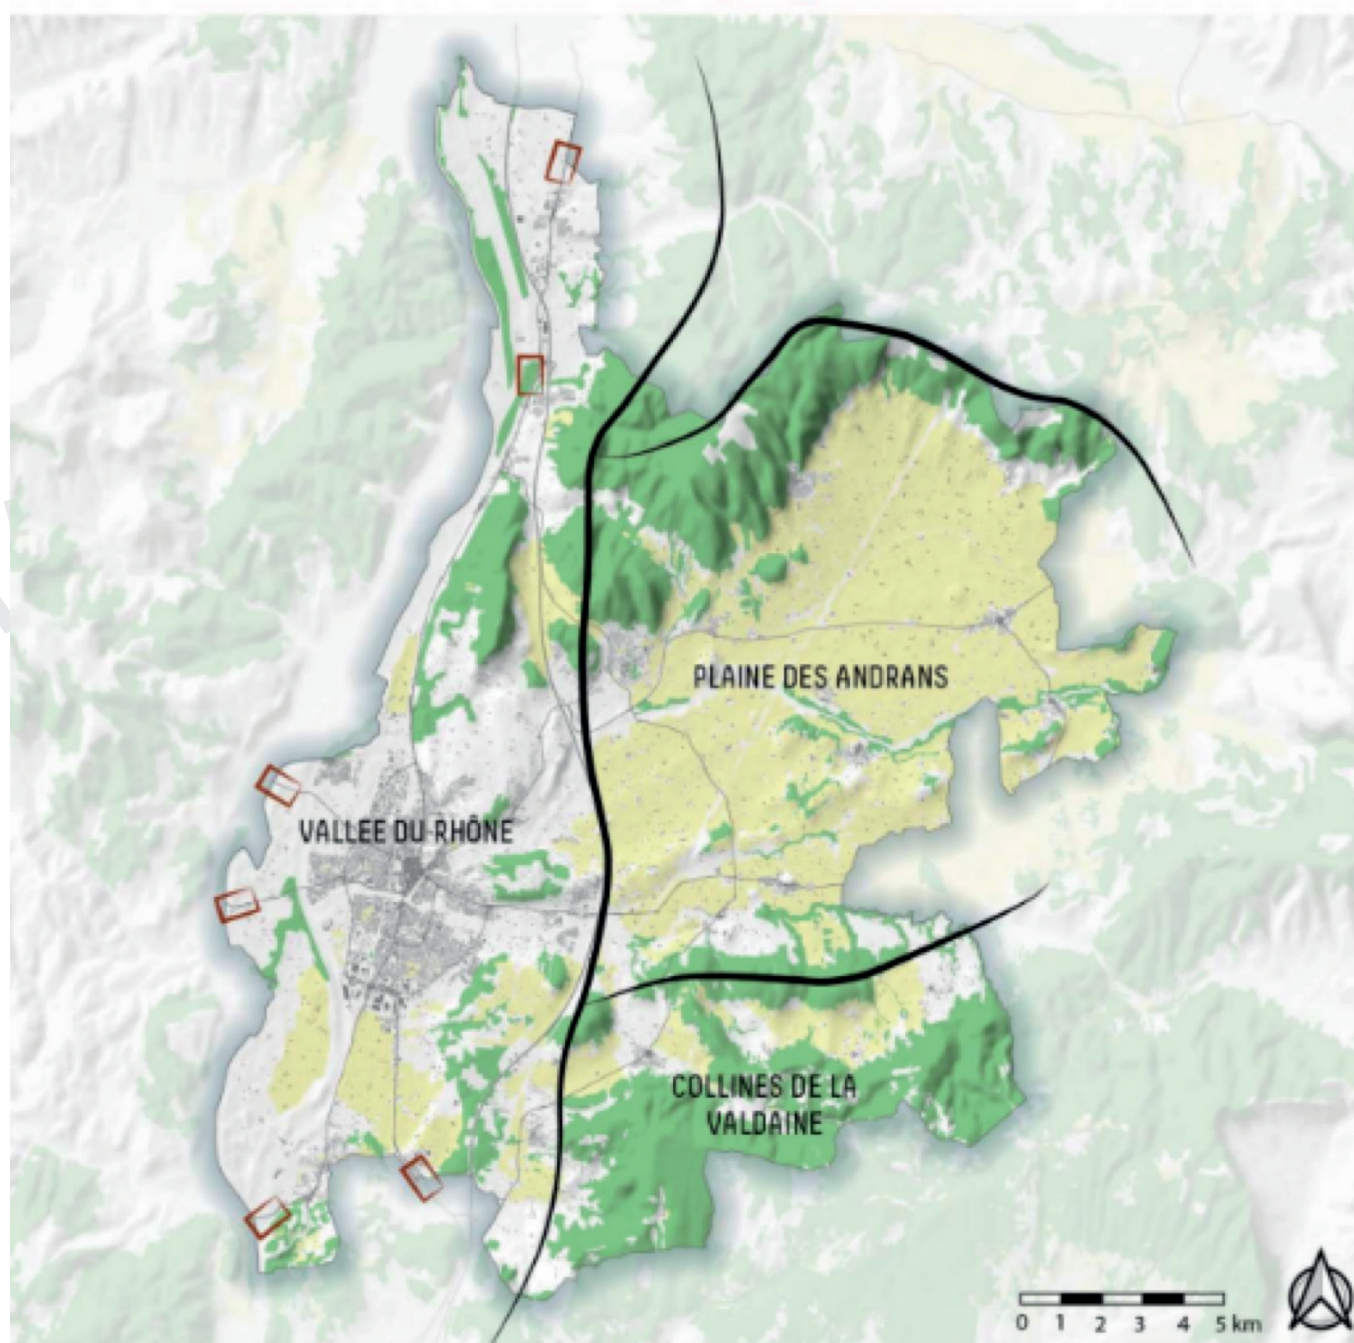 PLAINE DES ANDRANS
VALLEE DU RHÔNE
COLLINES DE LA
VALDAINE
0 1 2 3 4 5 km